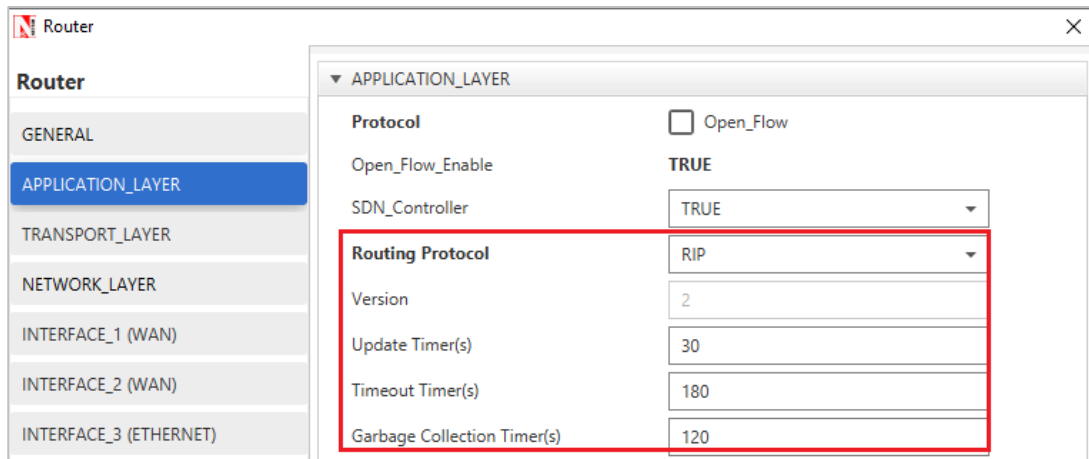 Router
Router
GENERAL
APPLICATION_LAYER
TRANSPORT_LAYER
NETWORK_LAYER
INTERFACE_1 (WAN)
INTERFACE_2 (WAN)
INTERFACE_3 (ETHERNET)
APPLICATION_LAYER
Protocol Open_Flow
Open_Flow_Enable TRUE
SDN_Controller TRUE
Routing Protocol RIP
Version 2
Update Timer(s) 30
Timeout Timer(s) 180
Garbage Collection Timer(s) 120